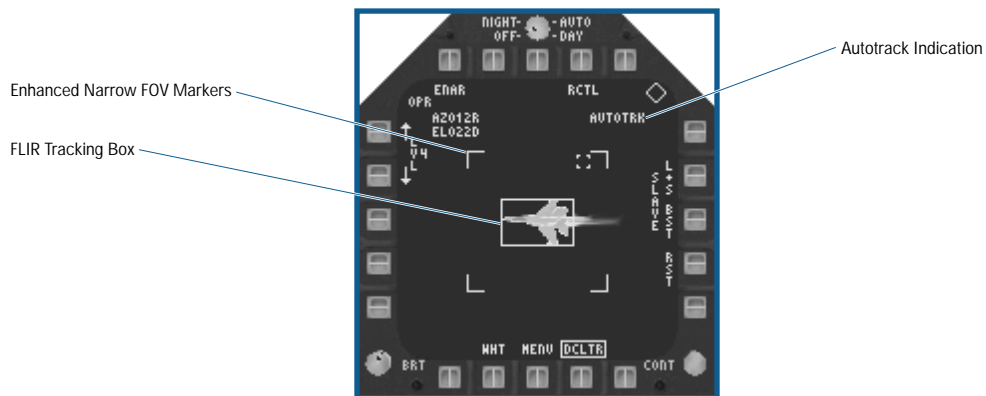 NIGHT- -AUTO
OFF- -DAY
Autotrack Indication
Enhanced Narrow FOV Markers
FLIR Tracking Box
ENAR RCTL
OPR
AZ012R AUTOTRK
EL022D
LV4L
L+S BST
SLAVE
RST
WHT MENU DCLTR
BRT CONT